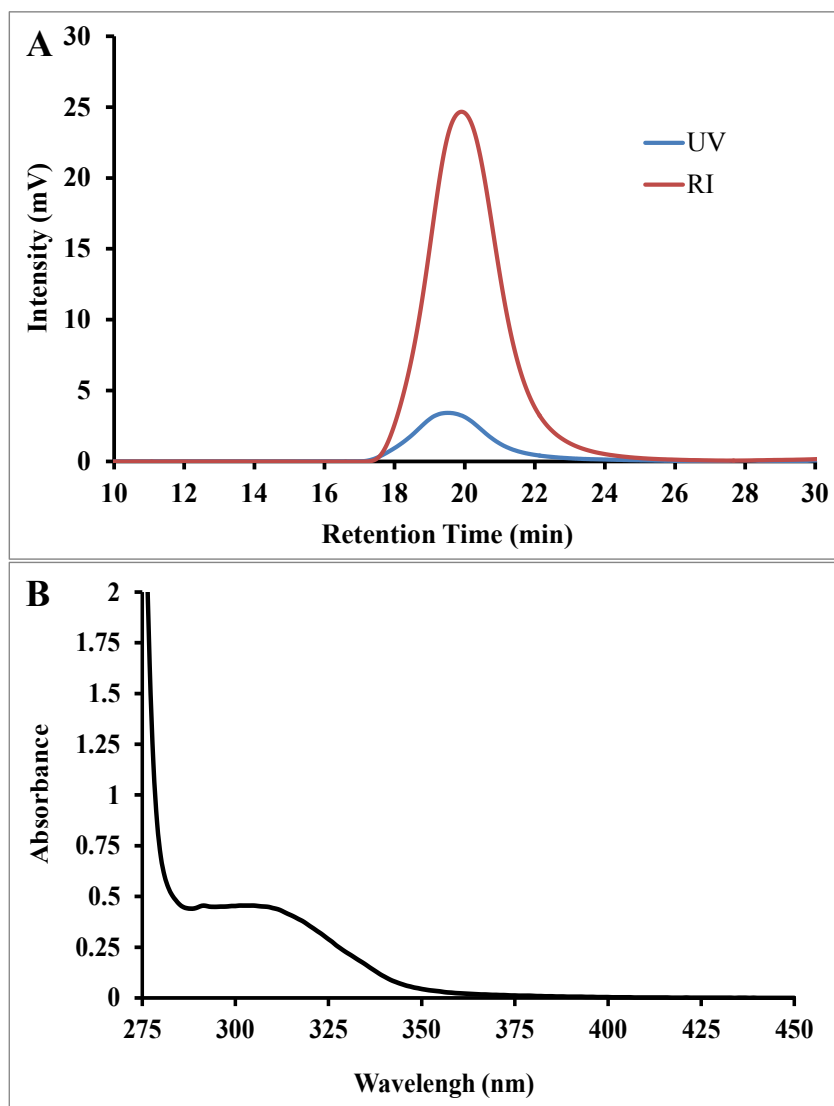 A
30
25
20
15
10
5
0
Intensity (mV)
UV
RI
10 12 14 16 18 20 22 24 26 28 30
Retention Time (min)
B
2
1.75
1.5
1.25
1
0.75
0.5
0.25
0
Absorbance
275 300 325 350 375 400 425 450
Wavelengh (nm)